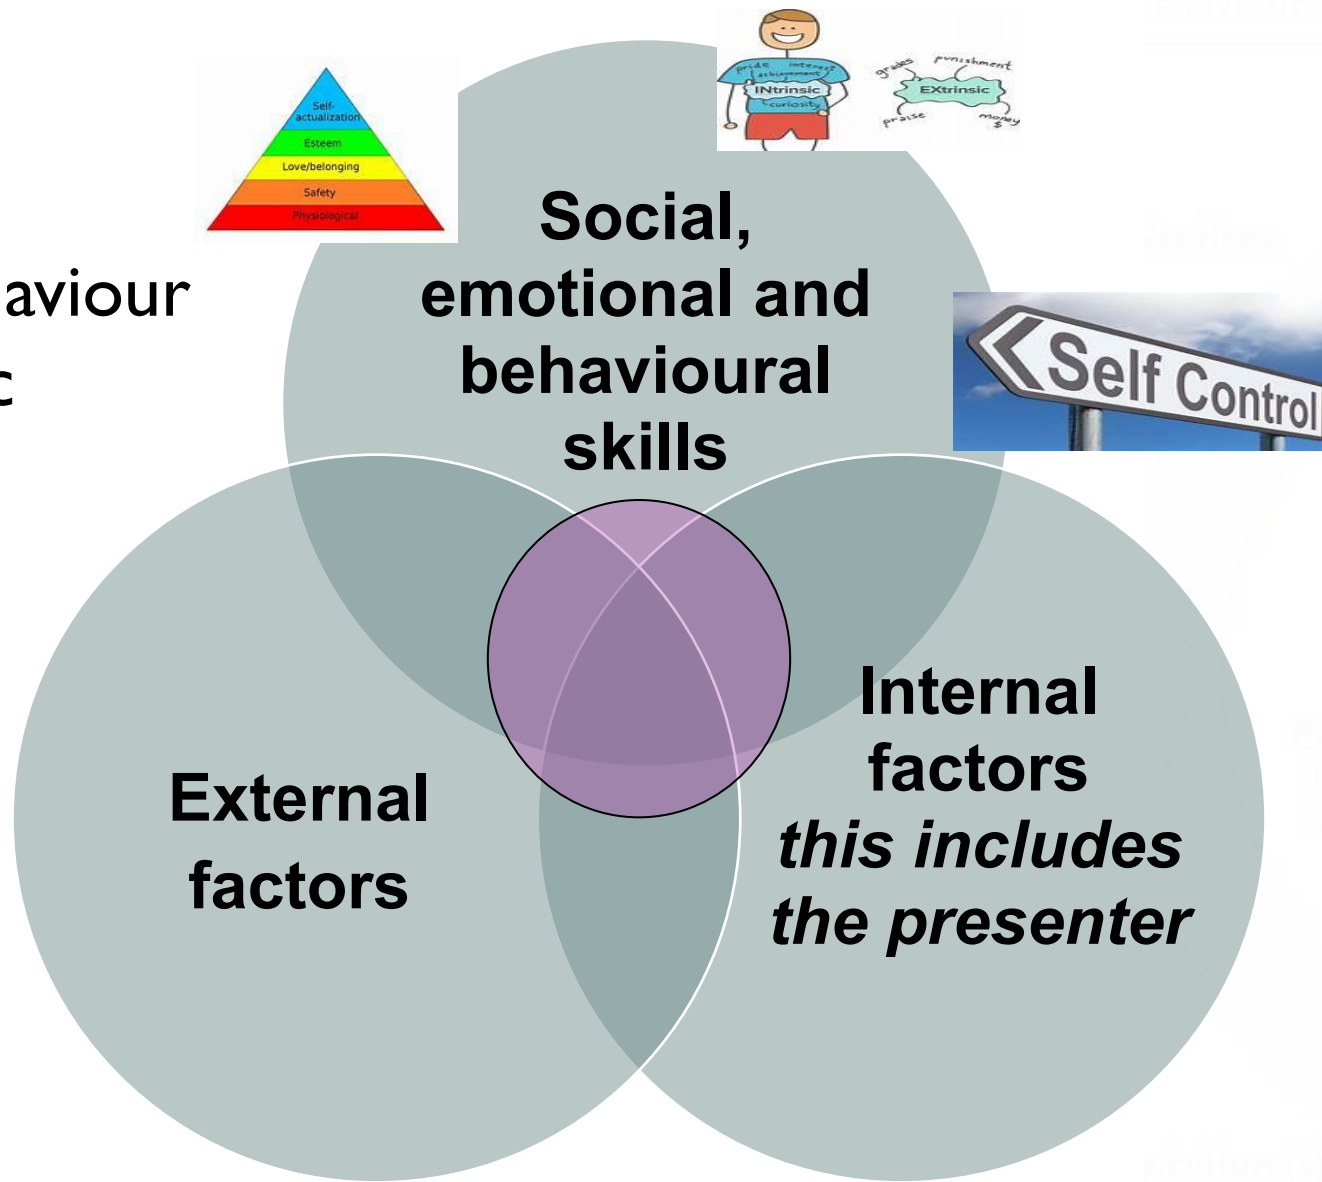 pride interest
achievement
INtrinsic
curiosity
grades
punishment
EXtrinsic
praise
money
$
Self-
actualization
Esteem
Love/belonging
Safety
Physiological
aviour
c
Social,
emotional and
behavioural
skills
Self Control
External
factors
Internal
factors
this includes
the presenter